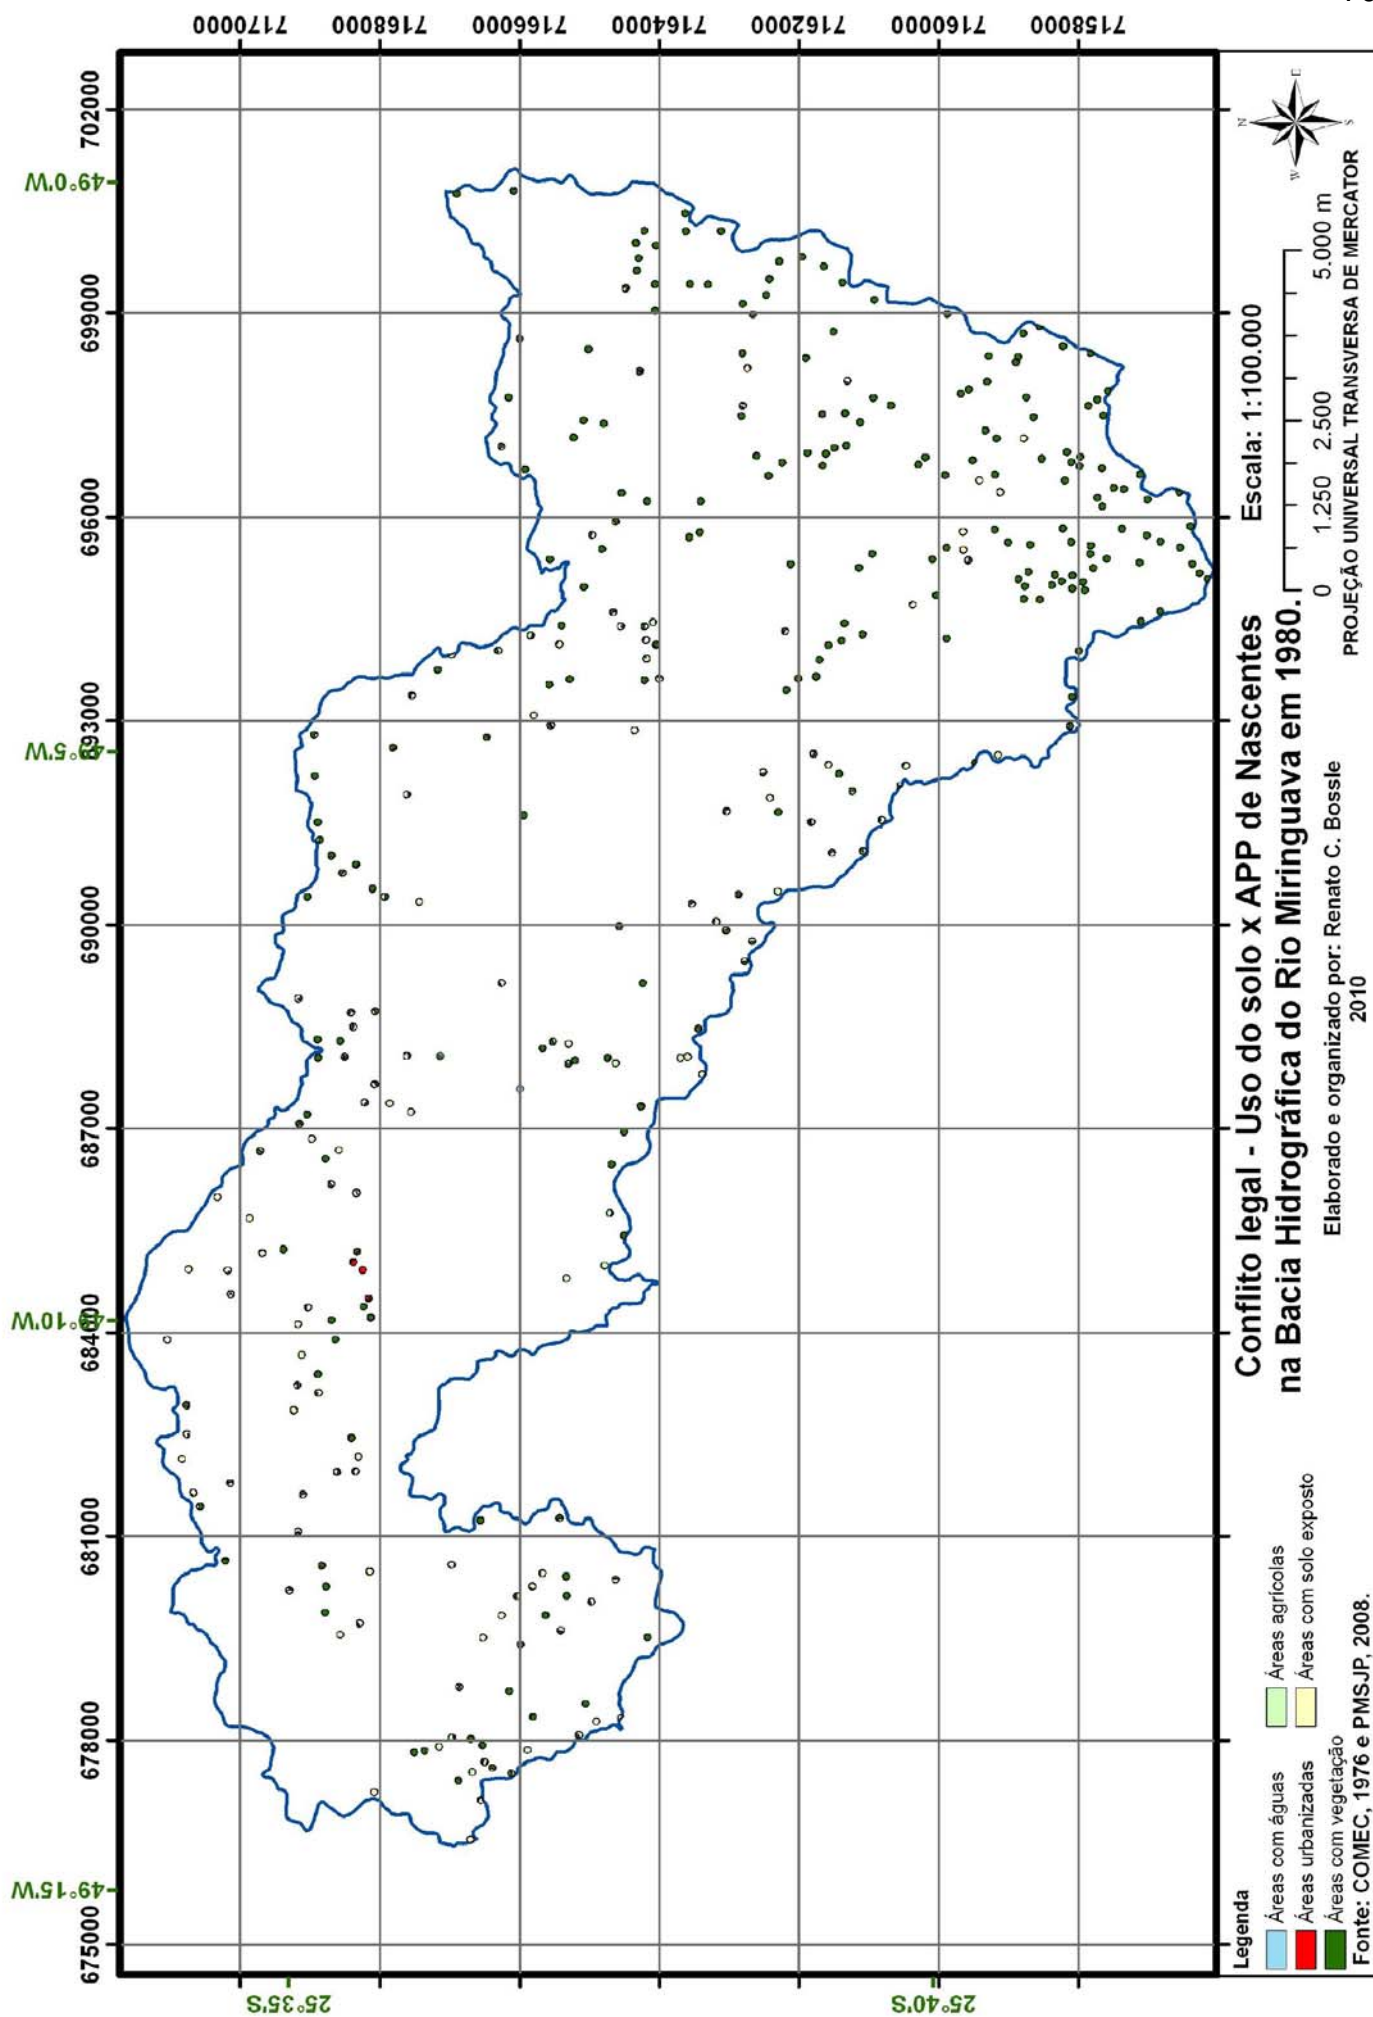 49°15'W
49°10'W
49°5'W
49°0'W
675000
678000
681000
684000
687000
690000
693000
696000
699000
702000
25°35'S
25°40'S
7170000
7168000
7166000
7164000
7162000
7160000
7158000
Conflito legal - Uso do solo x APP de Nascentes
na Bacia Hidrográfica do Rio Miringuava em 1980.
Elaborado e organizado por: Renato C. Bossle
2010
Escala: 1:100.000
0 1.250 2.500 5.000 m
PROJEÇÃO UNIVERSAL TRANSVERSA DE MERCATOR
N
W
E
S
Legenda
Áreas com águas
Áreas urbanizadas
Áreas com vegetação
Áreas agrícolas
Áreas com solo exposto
Fonte: COMEC, 1976 e PMSJP, 2008.